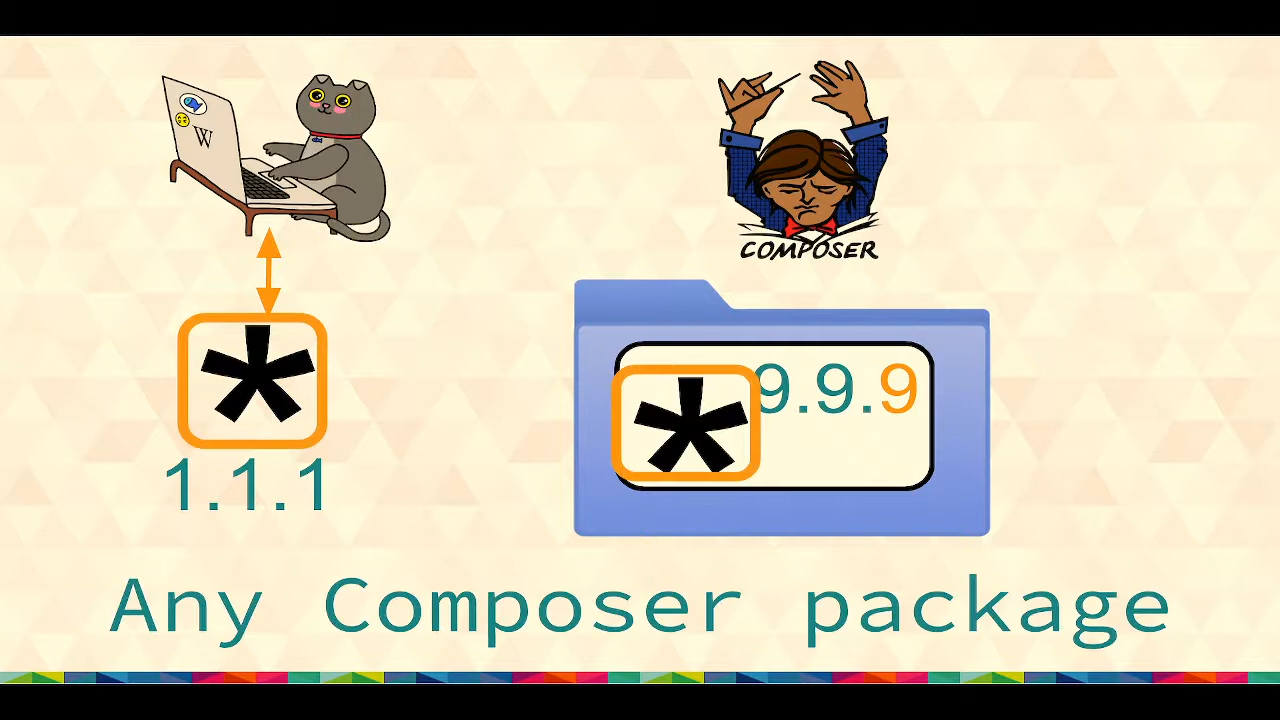 W
COMPOSER
*
1.1.1
* 9.9.9
Any Composer package